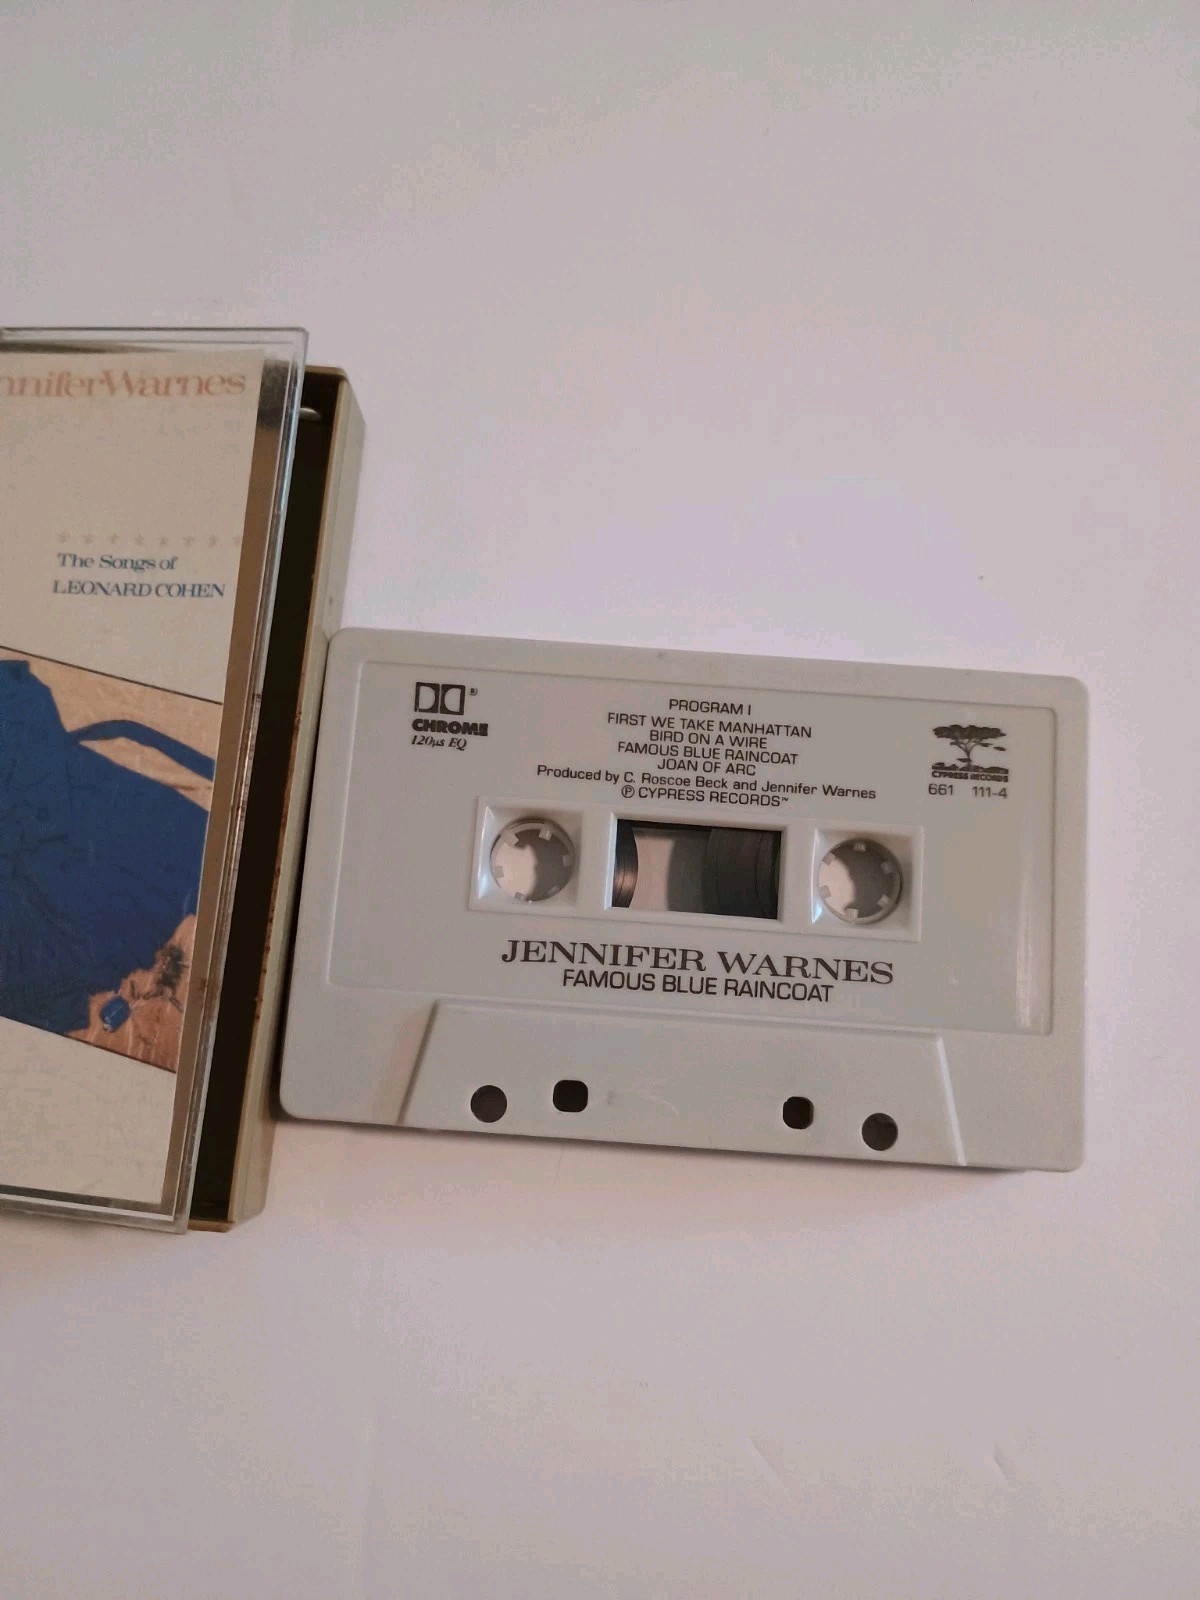 nniferWarnes
The Songs of
LEONARD COHEN
CHROME
120µs EQ
PROGRAM I
FIRST WE TAKE MANHATTAN
BIRD ON A WIRE
FAMOUS BLUE RAINCOAT
JOAN OF ARC
Produced by C. Roscoe Beck and Jennifer Warnes
℗ CYPRESS RECORDS™
CYPRESS RECORDS
661 111-4
JENNIFER WARNES
FAMOUS BLUE RAINCOAT